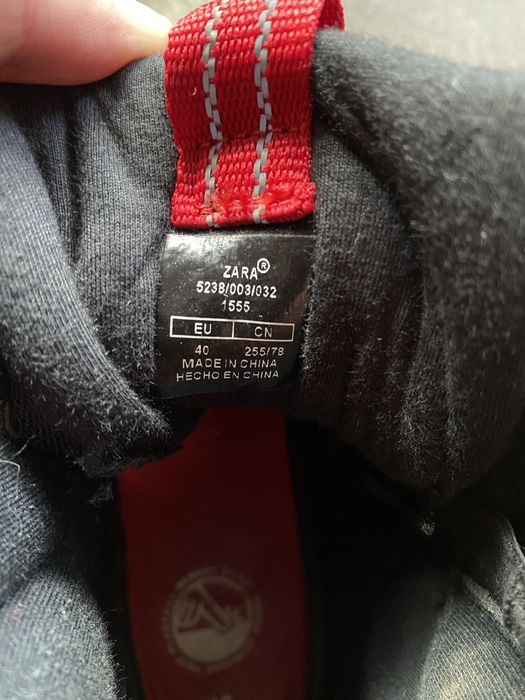 ZARA®
5238/003/032
1555
EU CN
40 255/78
MADE IN CHINA
HECHO EN CHINA